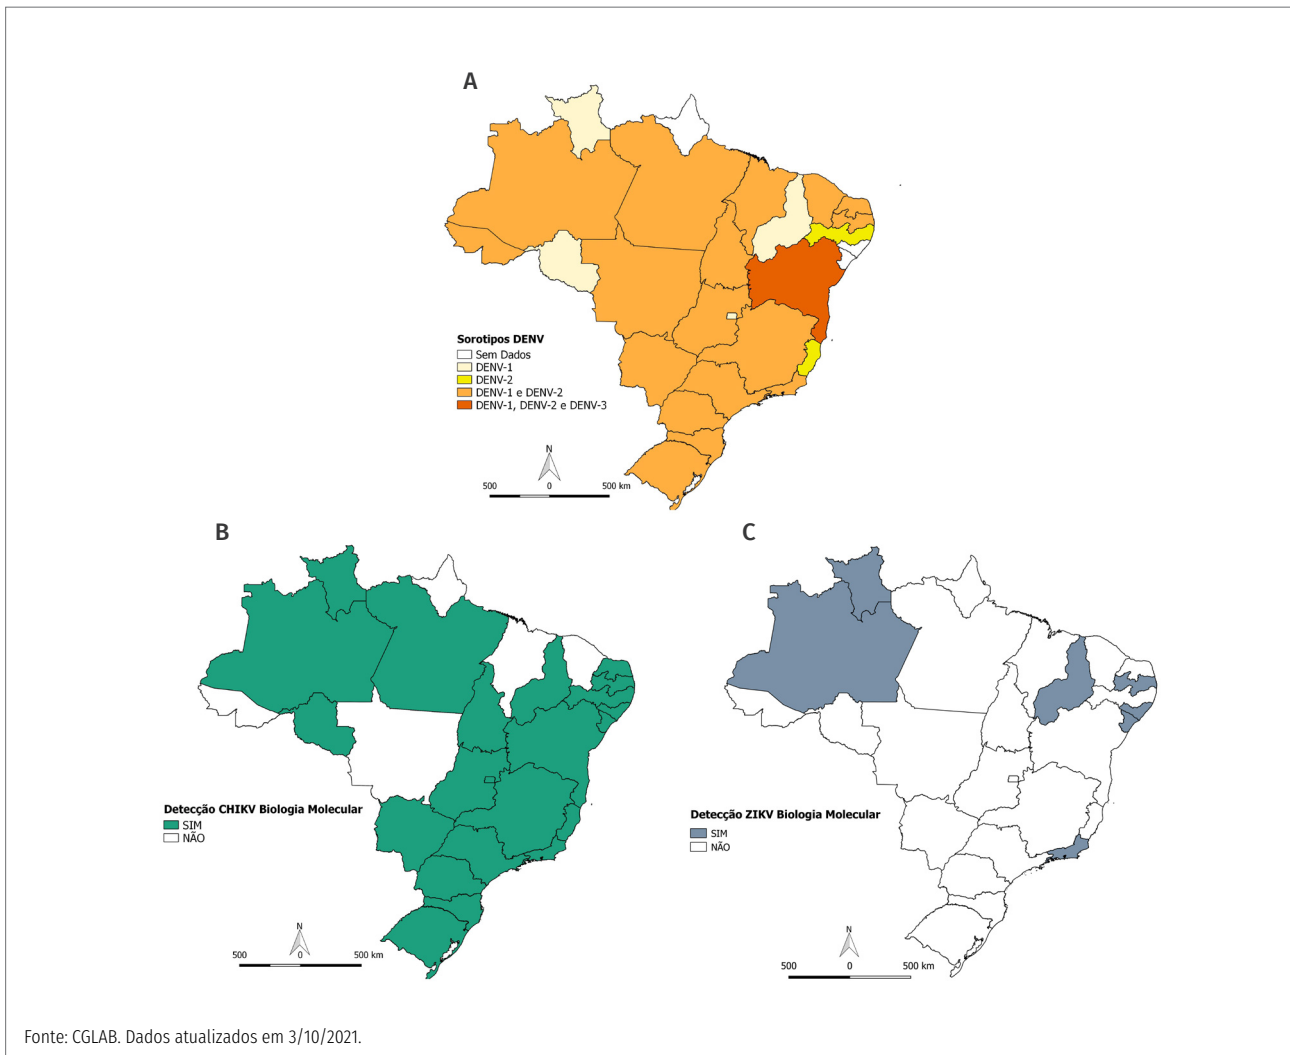 A
Sorotipos DENV
Sem Dados
DENV-1
DENV-2
DENV-1 e DENV-2
DENV-1, DENV-2 e DENV-3
N
500 0 500 km
B
Detecção CHIKV Biologia Molecular
SIM
NÃO
N
500 0 500 km
C
Detecção ZIKV Biologia Molecular
SIM
NÃO
N
500 0 500 km
Fonte: CGLAB. Dados atualizados em 3/10/2021.